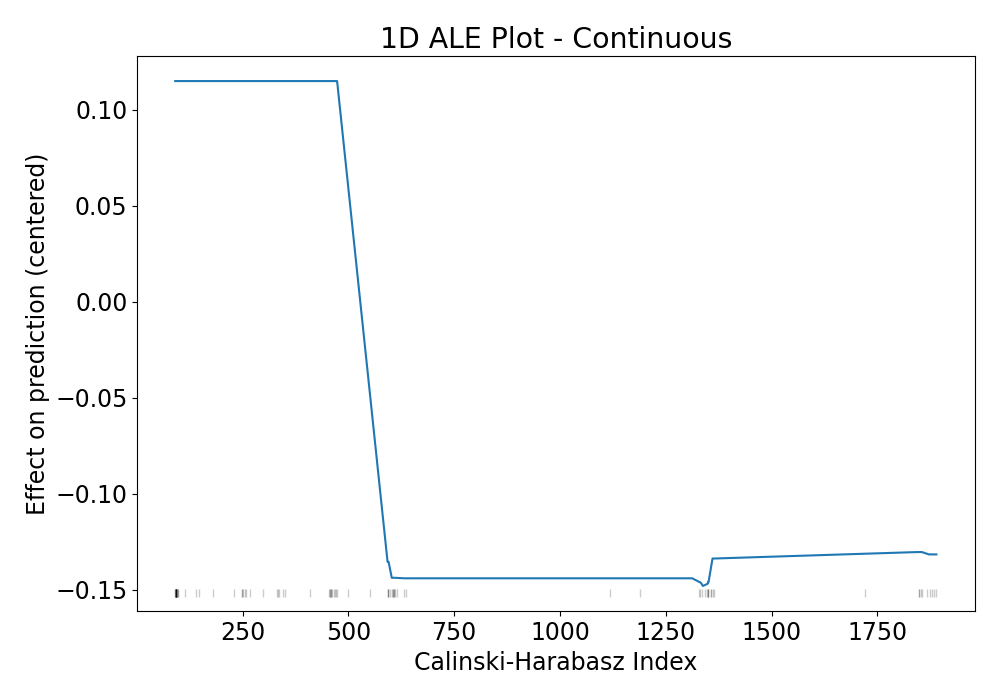 1D ALE Plot - Continuous
Effect on prediction (centered)
0.10
0.05
0.00
−0.05
−0.10
−0.15
250 500 750 1000 1250 1500 1750
Calinski-Harabasz Index